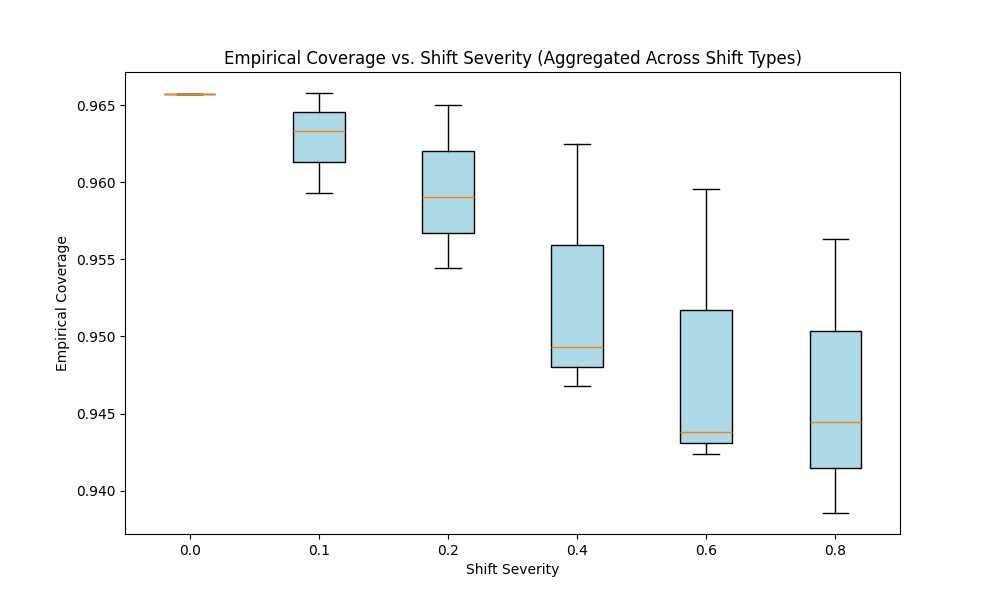 Empirical Coverage vs. Shift Severity (Aggregated Across Shift Types)
Empirical Coverage
0.965
0.960
0.955
0.950
0.945
0.940
0.0 0.1 0.2 0.4 0.6 0.8
Shift Severity